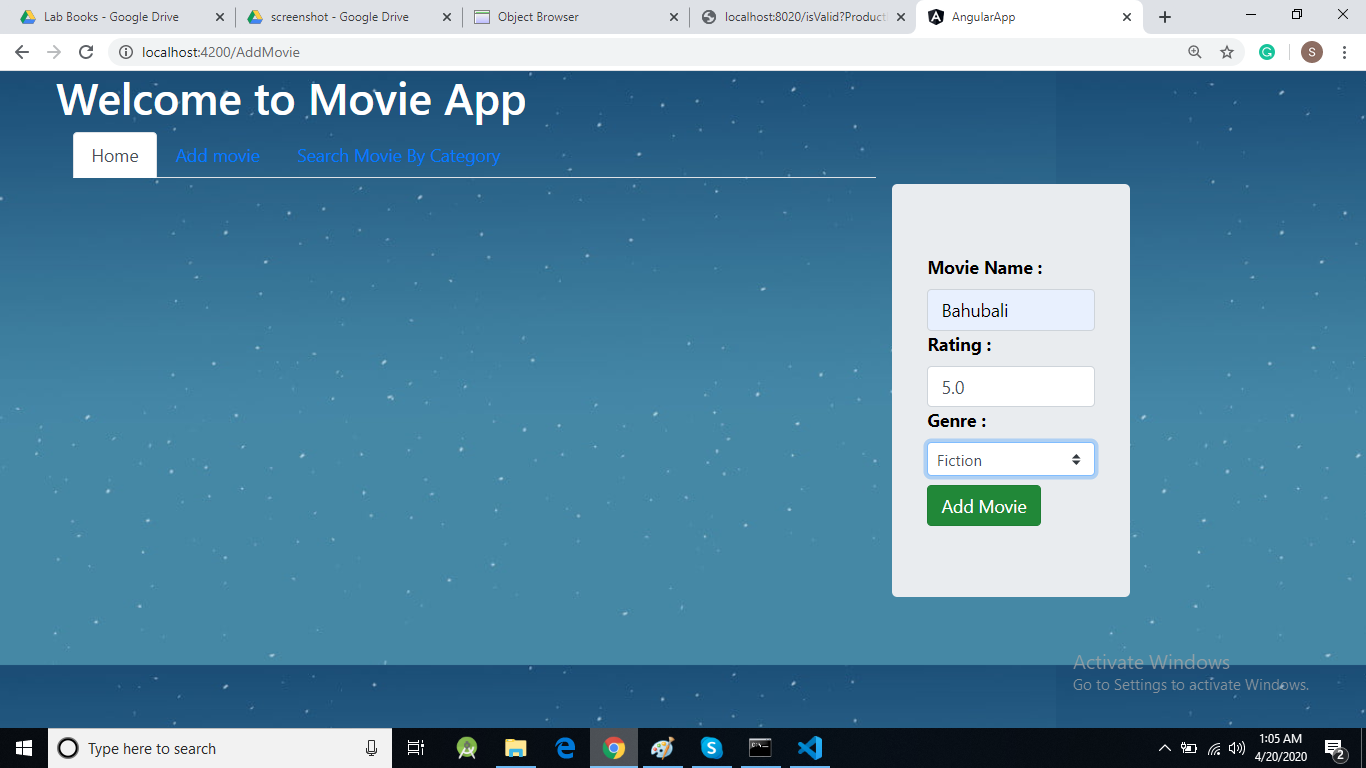 Lab Books - Google Drive
screenshot - Google Drive
Object Browser
localhost:8020/isValid?Product
AngularApp
localhost:4200/AddMovie
S
Welcome to Movie App
Home
Add movie
Search Movie By Category
Movie Name :
Bahubali
Rating :
5.0
Genre :
Fiction
Add Movie
Activate Windows
Go to Settings to activate Windows.
Type here to search
1:05 AM
4/20/2020
2